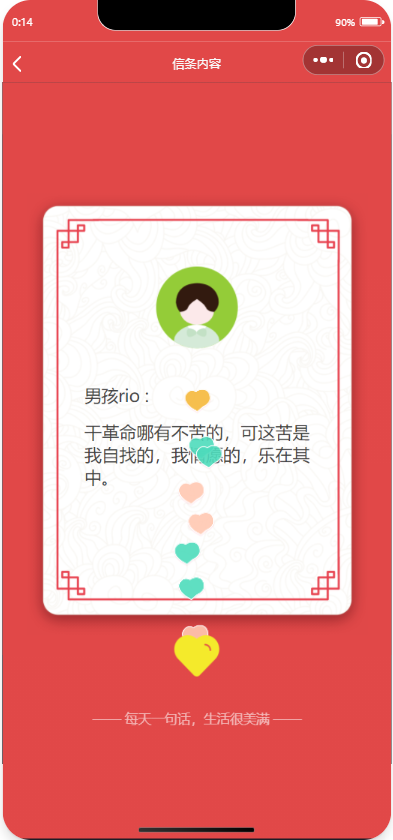 0:14
90%
信条内容
男孩rio：
干革命哪有不苦的，可这苦是
我自找的，我情愿的，乐在其
中。
每天一句话，生活很美满